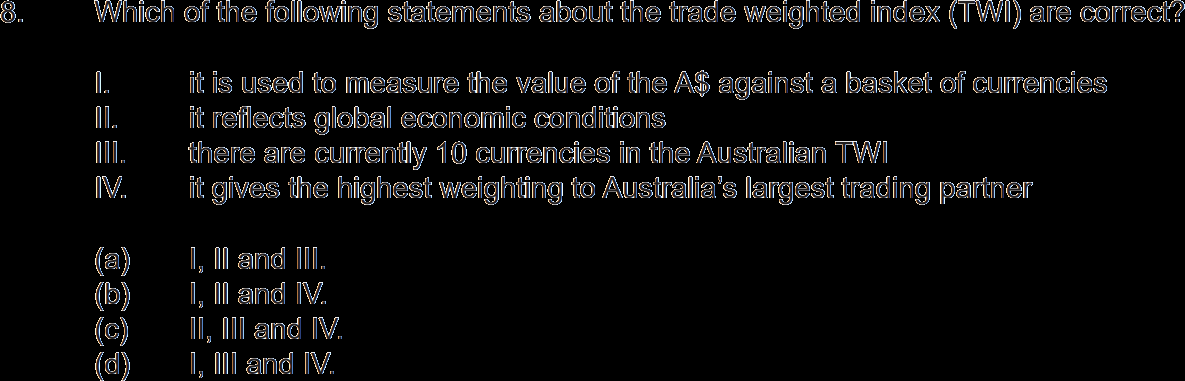 8. Which of the following statements about the trade weighted index (TWI) are correct?
I. it is used to measure the value of the A$ against a basket of currencies
II. it reflects global economic conditions
III. there are currently 10 currencies in the Australian TWI
IV. it gives the highest weighting to Australia's largest trading partner
(a) I, II and III.
(b) I, II and IV.
(c) II, III and IV.
(d) I, III and IV.